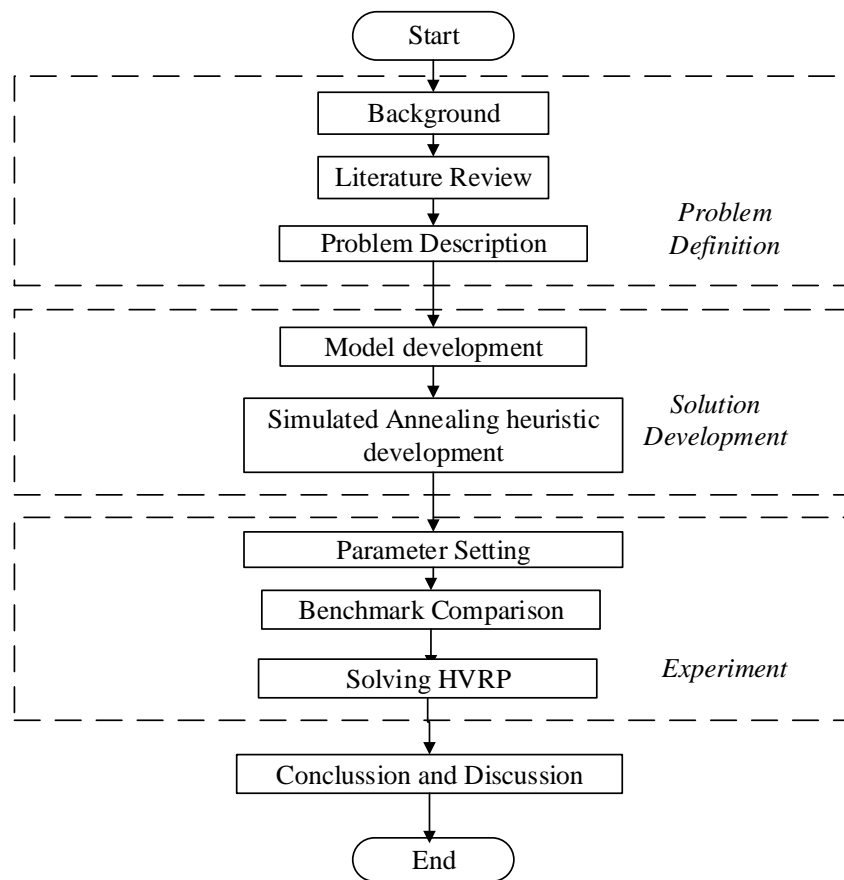 Start
Background
Literature Review
Problem Description
Problem
Definition
Model development
Simulated Annealing heuristic
development
Solution
Development
Parameter Setting
Benchmark Comparison
Solving HVRP
Experiment
Conclussion and Discussion
End